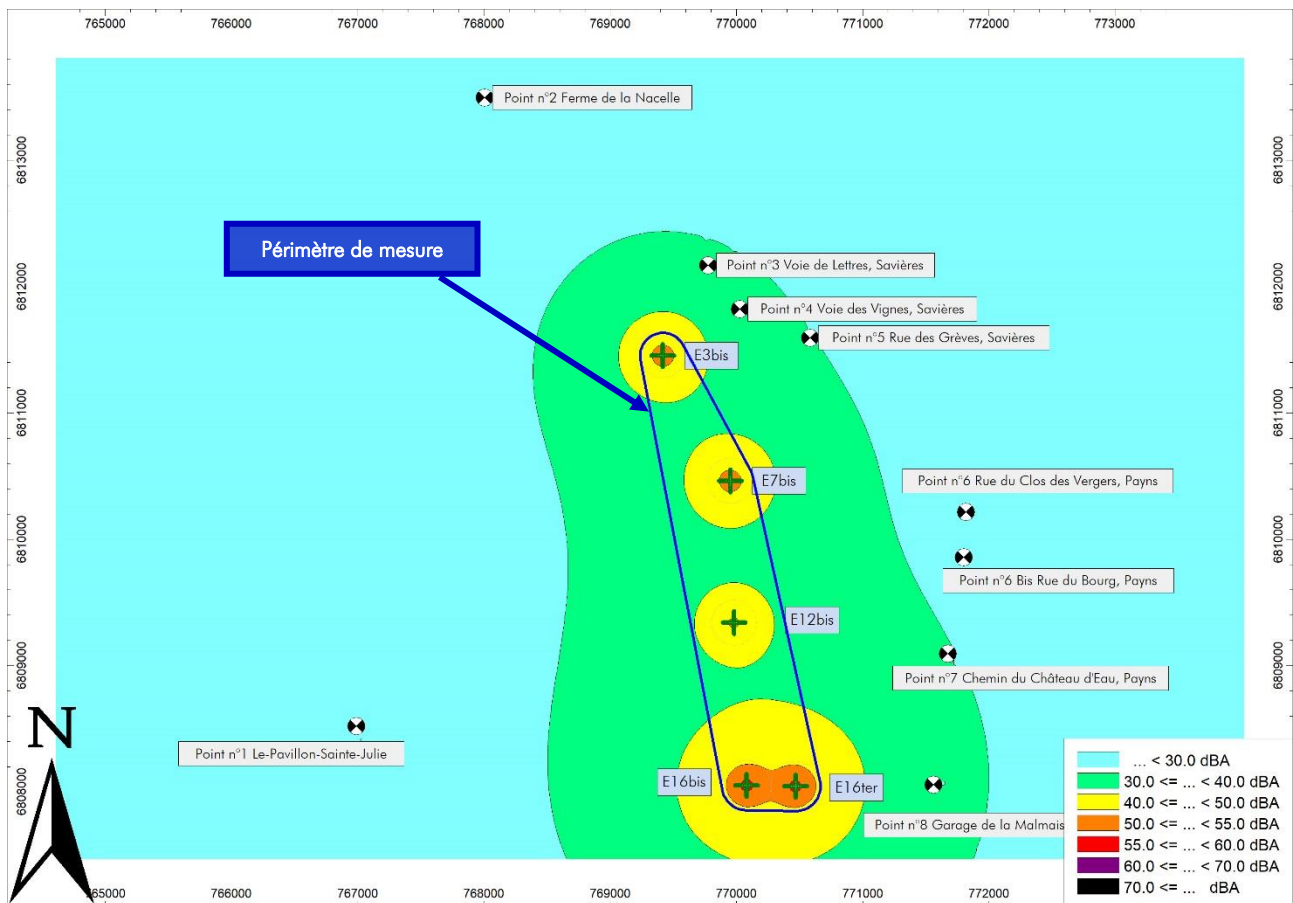 765000 766000 767000 768000 769000 770000 771000 772000 773000
Point n°2 Ferme de la Nacelle
6813000 6813000
Périmètre de mesure
Point n°3 Voie de Lettres, Savières
6812000 6812000
Point n°4 Voie des Vignes, Savières
Point n°5 Rue des Grèves, Savières
E3bis
6811000 6811000
E7bis
Point n°6 Rue du Clos des Vergers, Payns
6810000 6810000
Point n°6 Bis Rue du Bourg, Payns
E12bis
6809000 6809000
Point n°7 Chemin du Château d'Eau, Payns
N
Point n°1 Le-Pavillon-Sainte-Julie
E16bis
E16ter
6808000 6808000
Point n°8 Garage de la Malmais
... < 30.0 dBA
30.0 <= ... < 40.0 dBA
40.0 <= ... < 50.0 dBA
50.0 <= ... < 55.0 dBA
55.0 <= ... < 60.0 dBA
60.0 <= ... < 70.0 dBA
70.0 <= ... dBA
765000 766000 767000 768000 769000 770000 771000 772000